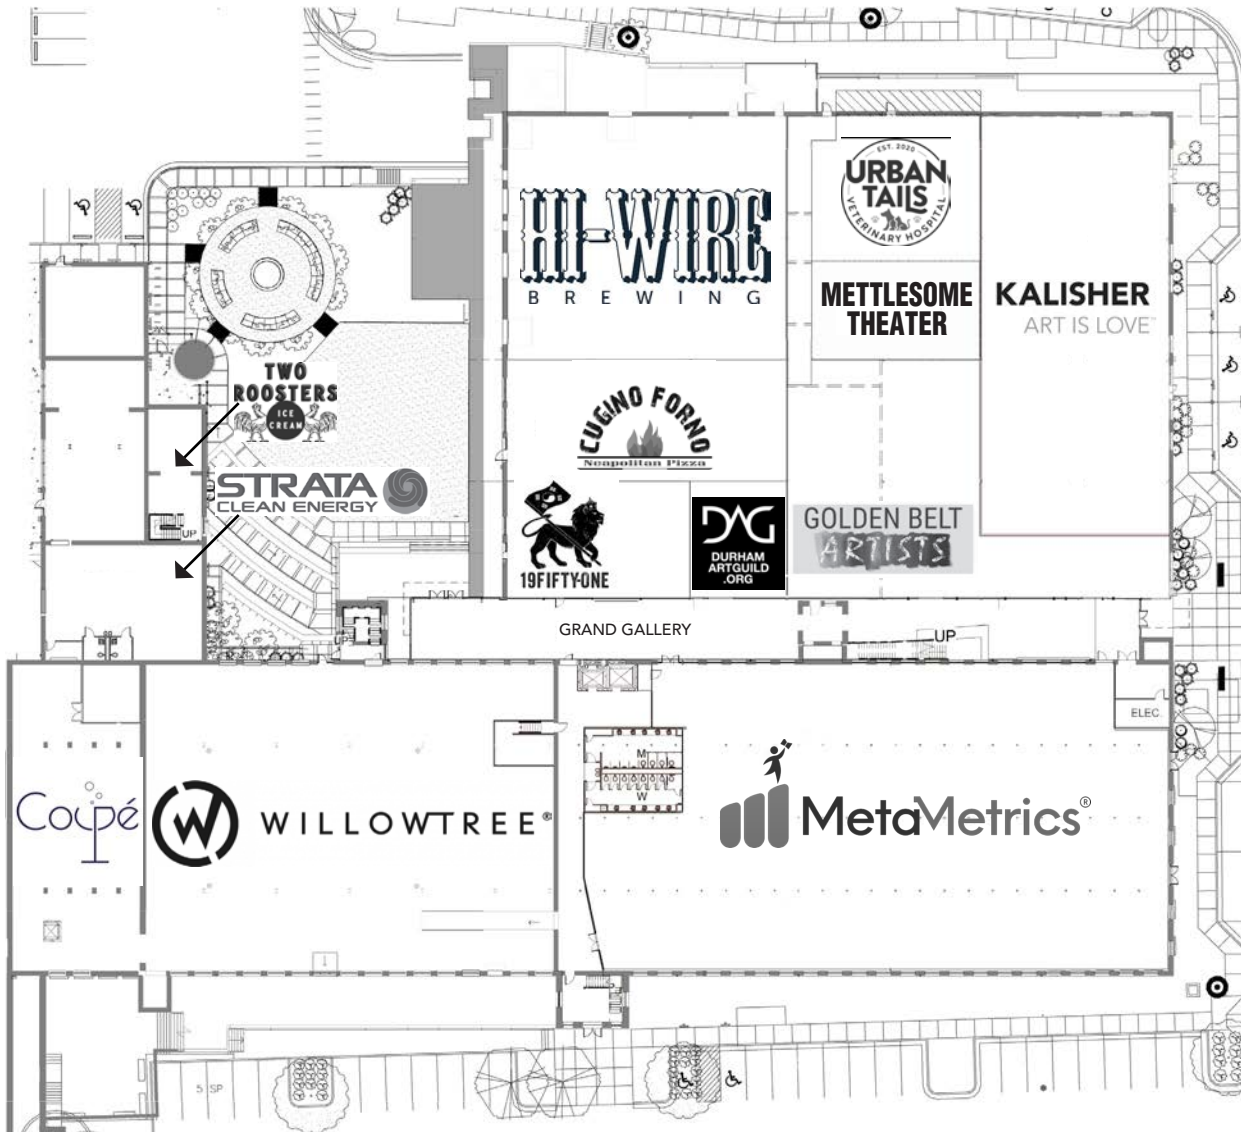 EST. 2020
URBAN
TAILS
VETERINARY HOSPITAL
HI-WIRE
BREWING
METTLESOME
THEATER
KALISHER
ART IS LOVE™
TWO
ROOSTERS
ICE
CREAM
CUGINO FORNO
Neapolitan Pizza
STRATA
CLEAN ENERGY
UP
19FIFTY-ONE
DAG
DURHAM
ARTGUILD
.ORG
GOLDEN BELT
ARTISTS
GRAND GALLERY
UP
UP
ELEC.
M
W
Coupé
W WILLOWTREE®
MetaMetrics®
5 SP